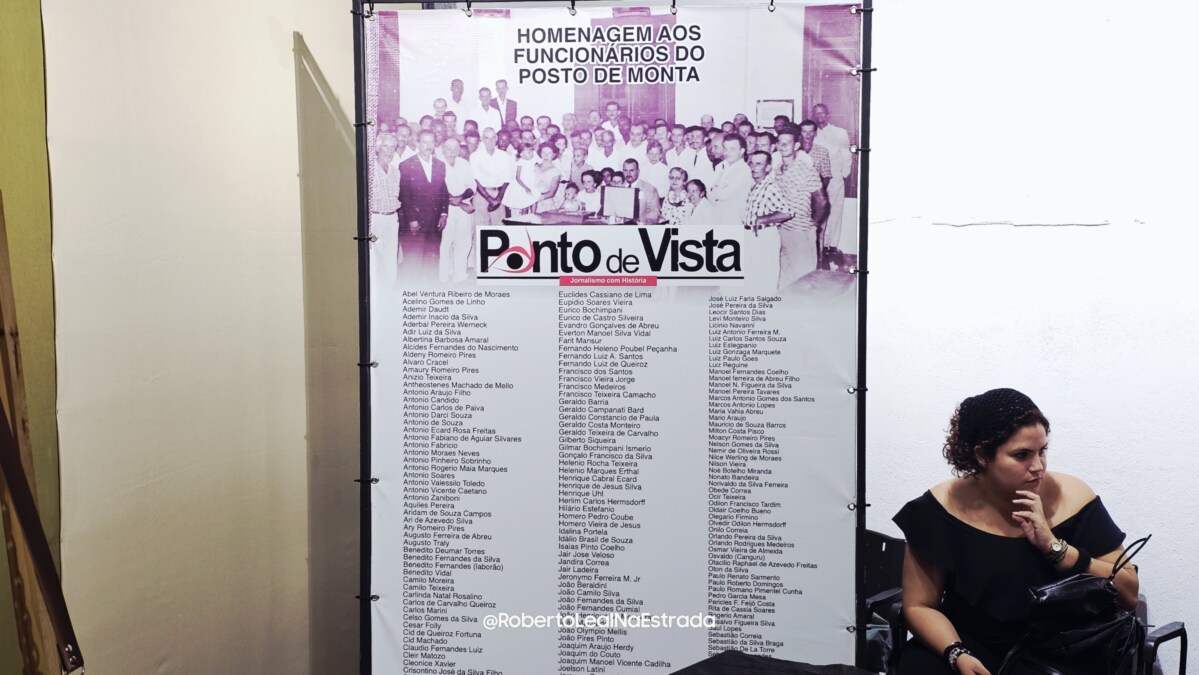 HOMENAGEM AOS
FUNCIONÁRIOS DO
POSTO DE MONTA
Ponto de Vista
Jornalismo com História
Abel Ventura Ribeiro de Moraes
Acelino Gomes de Linho
Ademir Daudt
Ademir Inacio da Silva
Aderbal Pereira Werneck
Adir Luiz da Silva
Albertina Barbosa Amaral
Alcides Fernandes do Nascimento
Aldeny Romeiro Pires
Alvaro Cracel
Amaury Romeiro Pires
Anizio Teixeira
Antheostenes Machado de Mello
Antonio Araujo Filho
Antonio Candido
Antonio Carlos de Paiva
Antonio Darci Souza
Antonio de Souza
Antonio Ecard Rosa Freitas
Antonio Fabiano de Aguiar Silvares
Antonio Fabricio
Antonio Moraes Neves
Antonio Pinheiro Sobrinho
Antonio Rogerio Maia Marques
Antonio Soares
Antonio Valessilo Toledo
Antonio Vicente Caetano
Antonio Zaniboni
Aquiles Pereira
Aridam de Souza Campos
Ari de Azevedo Silva
Ary Romeiro Pires
Augusto Ferreira de Abreu
Augusto Traly
Benedito Deumar Torres
Benedito Fernandes da Silva
Benedito Fernandes (laborão)
Benedito Vidal
Camilo Moreira
Camilo Teixeira
Carlinda Natal Rosalino
Carlos de Carvalho Queiroz
Carlos Marini
Celso Gomes da Silva
Cesar Folly
Cid de Queiroz Fortuna
Cid Machado
Claudio Fernandes Luiz
Cleir Matozo
Cleonice Xavier
Crisontino José da Silva Filho
Euclides Cassiano de Lima
Eupidio Soares Vieira
Eurico Bochimpani
Eurico de Castro Silveira
Evandro Gonçalves de Abreu
Everton Manoel Silva Vidal
Farit Mansur
Fernando Heleno Poubel Peçanha
Fernando Luiz A. Santos
Fernando Luiz de Queiroz
Francisco dos Santos
Francisco Vieira Jorge
Francisco Medeiros
Francisco Teixeira Camacho
Geraldo Barria
Geraldo Campanati Bard
Geraldo Constancio de Paula
Geraldo Costa Monteiro
Geraldo Teixeira de Carvalho
Gilberto Siqueira
Gilmar Bochimpani Ismerio
Gonçalo Francisco da Silva
Helenio Rocha Teixeira
Helenio Marques Erthal
Henrique Cabral Ecard
Henrique de Jesus Silva
Henrique Uhl
Herlim Carlos Hermsdorff
Hilário Estefanio
Homero Pedro Coube
Homero Vieira de Jesus
Idalina Portela
Idálio Brasil de Souza
Isaias Pinto Coelho
Jair Jose Veloso
Jandira Correa
Jair Ladeira
Jeronymo Ferreira M. Jr
João Beraldini
João Camilo Silva
João Fernandes da Silva
João Fernandes Cumial
@RobertoLealNaEstrada
João Olympio Mellis
João Pires Pinto
Joaquim Araujo Herdy
Joaquim do Couto
Joaquim Manoel Vicente Cadilha
Joelson Latini
José Luiz Faria Salgado
José Pereira da Silva
Leocir Santos Dias
Levi Monteiro Silva
Licinio Navarini
Luiz Antonio Ferreira M.
Luiz Carlos Santos Souza
Luiz Eslegpanio
Luiz Gonzaga Marquete
Luiz Paulo Goes
Luiz Reguine
Manoel Fernandes Coelho
Manoel ferreira de Abreu Filho
Manoel N. Figueira da Silva
Manoel Pereira Tavares
Marcos Antonio Gomes dos Santos
Marcos Antonio Lopes
Maria Vahia Abreu
Mario Araujo
Mauricio de Souza Barros
Milton Costa Pisco
Moacyr Romeiro Pires
Nelson Gomes da Silva
Nemir de Oliveira Rossi
Nilce Werling de Moraes
Nilson Vieira
Noé Botelho Miranda
Nonato Bandeira
Norivaldo da Silva Ferreira
Obede Correa
Ocir Teixeira
Odilon Francisco Tardim
Oldair Coelho Bueno
Olegario Firmino
Olvedir Odilon Hermsdorff
Onilo Correia
Orlando Pereira da Silva
Orlando Rodrigues Medeiros
Osmar Vieira de Almeida
Osvaldo (Canguru)
Otacilio Raphael de Azevedo Freitas
Oton da Silva
Paulo Renato Sarmento
Paulo Roberto Domingos
Paulo Romano Pimentel Cunha
Pedro Garcia Mesa
Pericles F. Feijó Costa
Rita de Cassia Soares
Rogerio Amaral
Figueira Silva
Lopes
Sebastião Correia
Sebastião da Silva Braga
Sebastião De La Torre